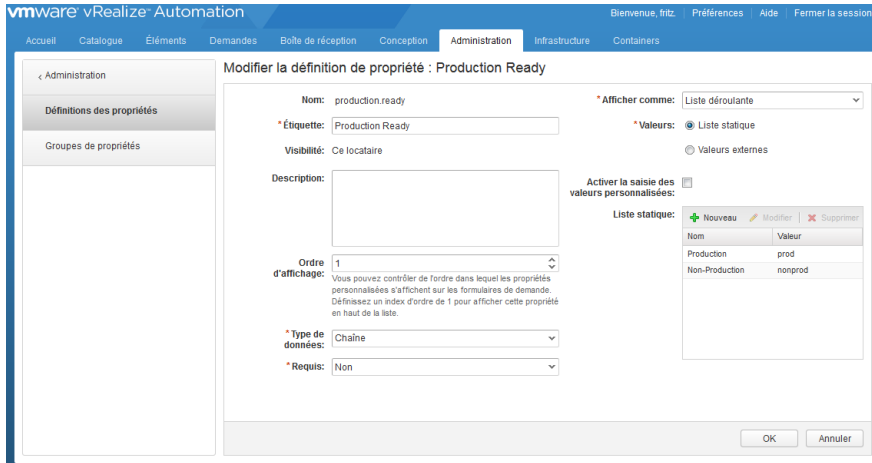 vmware vRealize Automation
Bienvenue, fritz. Préférences Aide Fermer la session
Accueil Catalogue Éléments Demandes Boîte de réception Conception Administration Infrastructure Containers
< Administration
Définitions des propriétés
Groupes de propriétés
Modifier la définition de propriété : Production Ready
Nom: production.ready
* Étiquette: Production Ready
Visibilité: Ce locataire
Description:
Ordre d'affichage: 1
Vous pouvez contrôler de l'ordre dans lequel les propriétés
personnalisées s'affichent sur les formulaires de demande.
Définissez un index d'ordre de 1 pour afficher cette propriété
en haut de la liste.
* Type de données: Chaîne
* Requis: Non
* Afficher comme: Liste déroulante
* Valeurs: Liste statique
Valeurs externes
Activer la saisie des
valeurs personnalisées:
Liste statique: Nouveau Modifier Supprimer
Nom Valeur
Production prod
Non-Production nonprod
OK Annuler